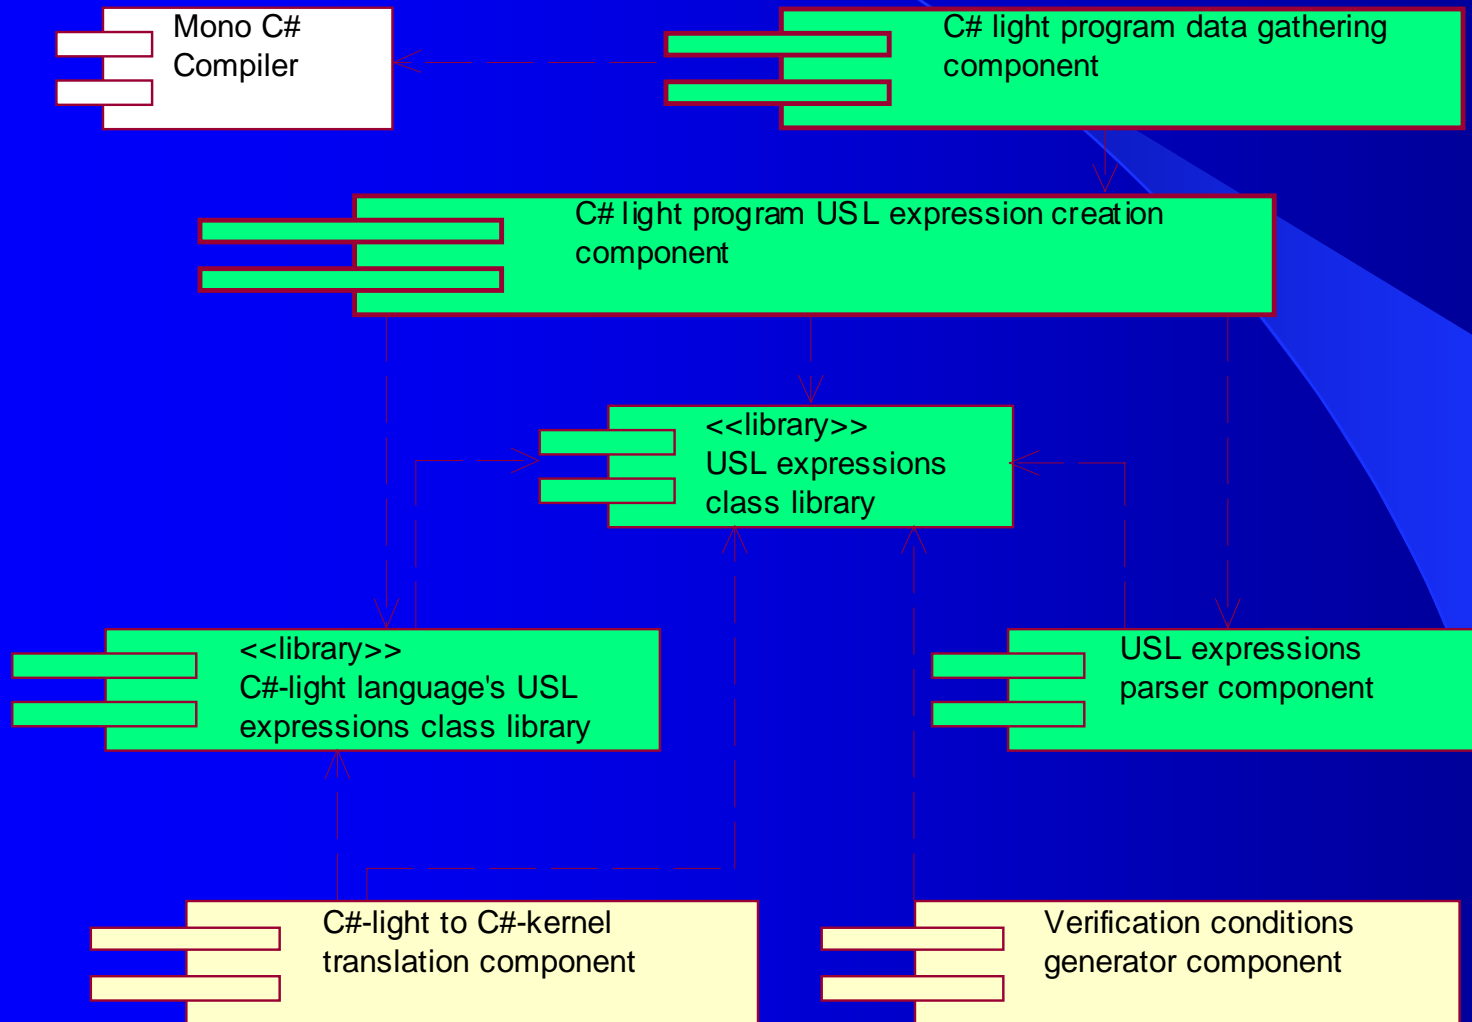 Mono C#
Compiler
C# light program data gathering
component
C# light program USL expression creation
component
<<library>>
USL expressions
class library
<<library>>
C#-light language's USL
expressions class library
USL expressions
parser component
C#-light to C#-kernel
translation component
Verification conditions
generator component